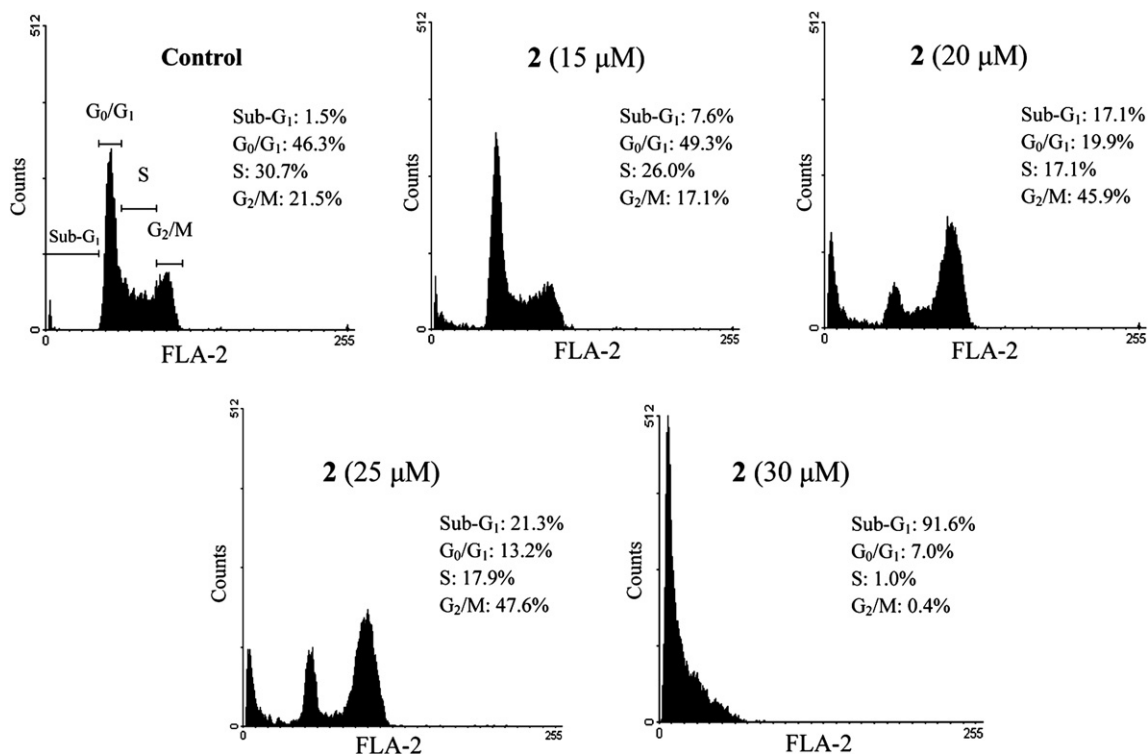 Control
512
Counts
0
G₀/G₁
S
G₂/M
Sub-G₁
Sub-G₁: 1.5%
G₀/G₁: 46.3%
S: 30.7%
G₂/M: 21.5%
0
255
FLA-2
2 (15 μM)
512
Counts
0
Sub-G₁: 7.6%
G₀/G₁: 49.3%
S: 26.0%
G₂/M: 17.1%
0
255
FLA-2
2 (20 μM)
512
Counts
0
Sub-G₁: 17.1%
G₀/G₁: 19.9%
S: 17.1%
G₂/M: 45.9%
0
255
FLA-2
2 (25 μM)
512
Counts
0
Sub-G₁: 21.3%
G₀/G₁: 13.2%
S: 17.9%
G₂/M: 47.6%
0
255
FLA-2
2 (30 μM)
512
Counts
0
Sub-G₁: 91.6%
G₀/G₁: 7.0%
S: 1.0%
G₂/M: 0.4%
0
255
FLA-2